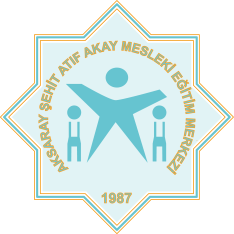 AKSARAY ŞEHİT ATIF AKAY MESLEKİ EĞİTİM MERKEZİ
1987